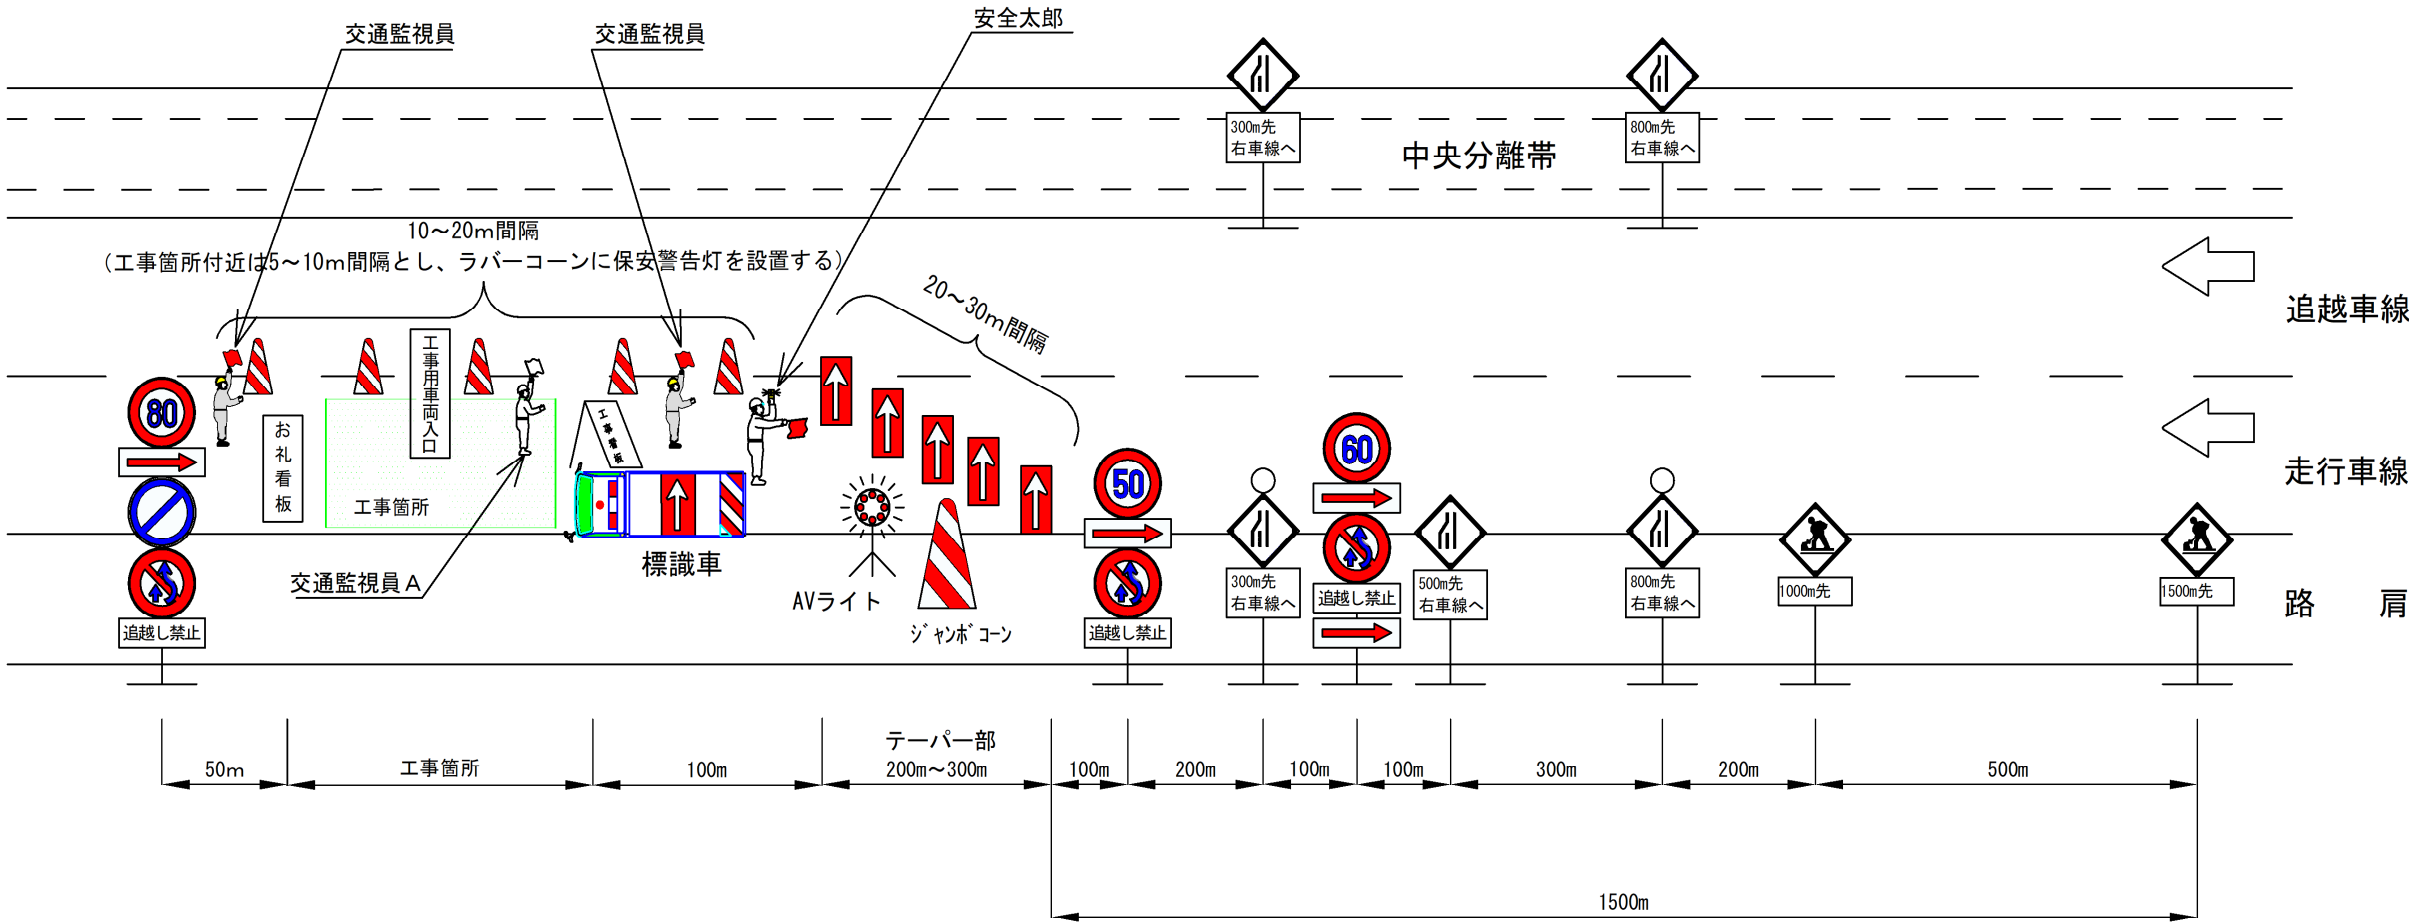 安全太郎
交通監視員
交通監視員
300m先
右車線へ
800m先
右車線へ
中央分離帯
10～20m間隔
（工事箇所付近は5～10m間隔とし、ラバーコーンに保安警告灯を設置する）
20～30m間隔
追越車線
工事用車両入口
工事看板
お礼看板
工事箇所
80
50
60
走行車線
標識車
交通監視員A
AVライト
ジャンボコーン
追越し禁止
追越し禁止
300m先
右車線へ
追越し禁止
500m先
右車線へ
800m先
右車線へ
1000m先
1500m先
路肩
テーパー部
50m
工事箇所
100m
200m～300m
100m
200m
100m
100m
300m
200m
500m
1500m